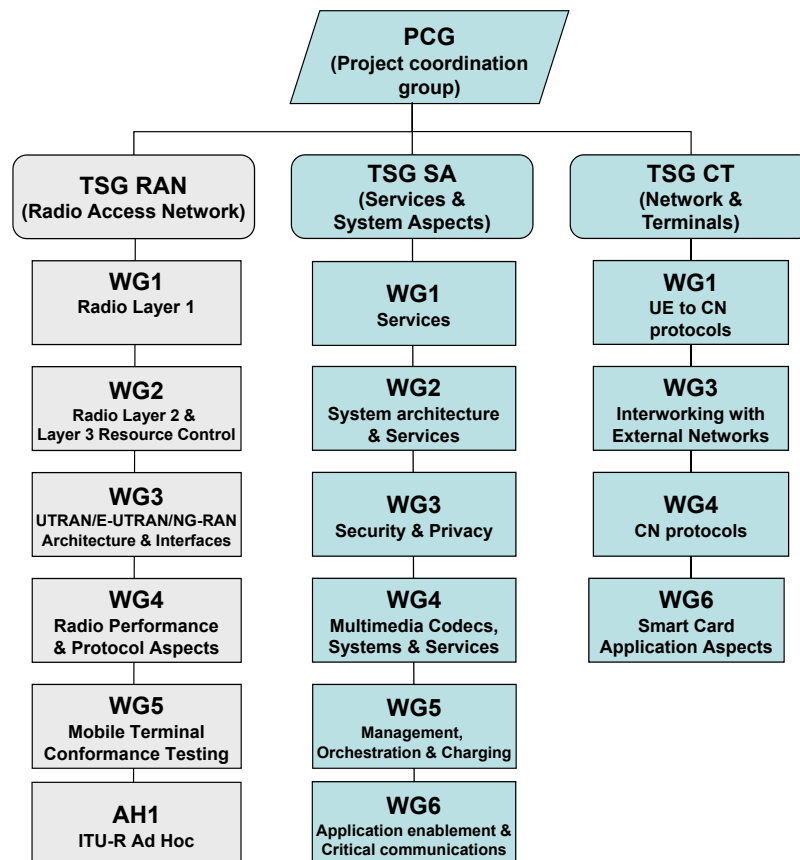 PCG
(Project coordination
group)
TSG RAN
(Radio Access Network)
WG1
Radio Layer 1
WG2
Radio Layer 2 &
Layer 3 Resource Control
WG3
UTRAN/E-UTRAN/NG-RAN
Architecture & Interfaces
WG4
Radio Performance
& Protocol Aspects
WG5
Mobile Terminal
Conformance Testing
AH1
ITU-R Ad Hoc
TSG SA
(Services &
System Aspects)
WG1
Services
WG2
System architecture
& Services
WG3
Security & Privacy
WG4
Multimedia Codecs,
Systems & Services
WG5
Management,
Orchestration & Charging
WG6
Application enablement &
Critical communications
TSG CT
(Network &
Terminals)
WG1
UE to CN
protocols
WG3
Interworking with
External Networks
WG4
CN protocols
WG6
Smart Card
Application Aspects